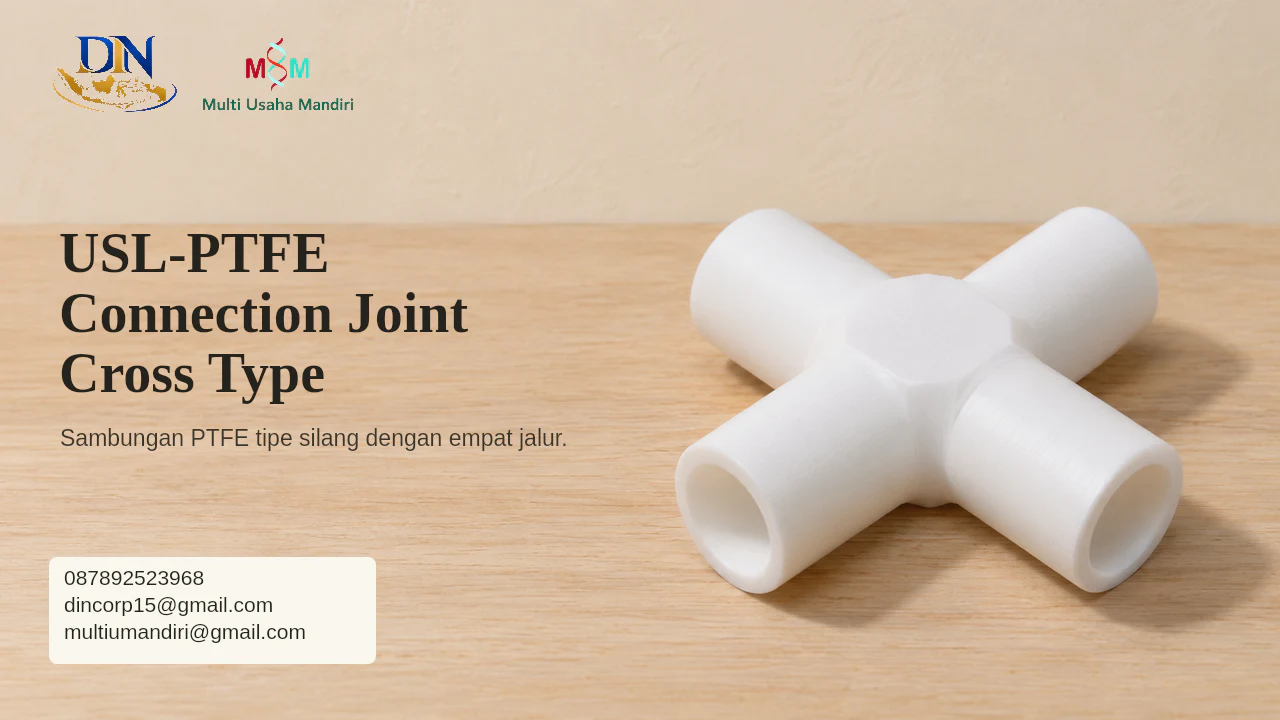 DN
MSM
Multi Usaha Mandiri
USL-PTFE
Connection Joint
Cross Type
Sambungan PTFE tipe silang dengan empat jalur.
087892523968
dincorp15@gmail.com
multiumandiri@gmail.com